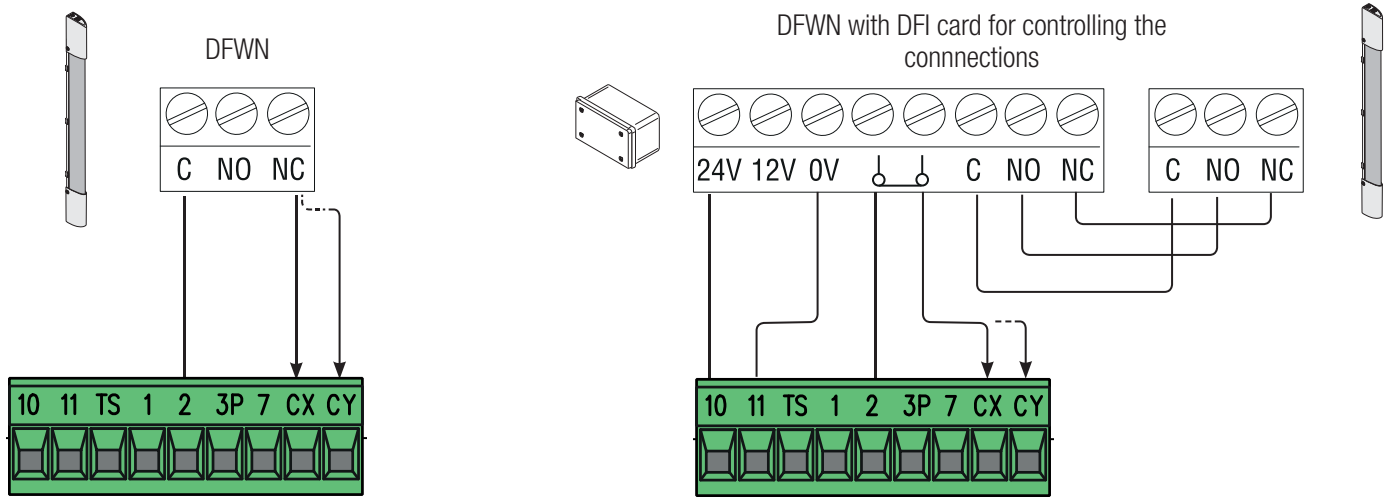 DFWN
C NO NC
10 11 TS 1 2 3P 7 CX CY
DFWN with DFI card for controlling the
connnections
24V 12V 0V C NO NC
C NO NC
10 11 TS 1 2 3P 7 CX CY